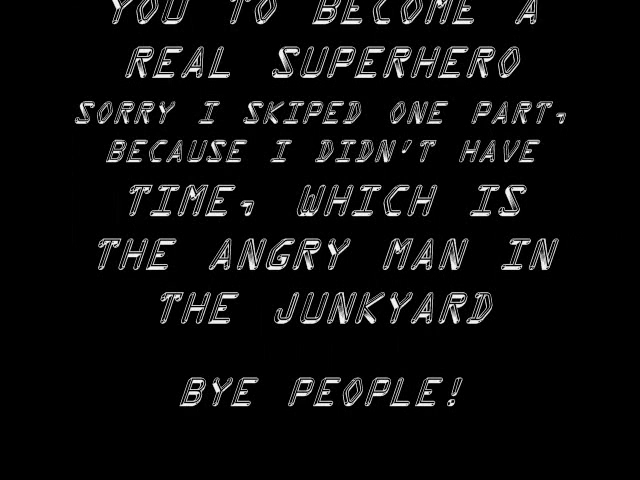 YOU TO BECOME A
REAL SUPERHERO
SORRY I SKIPED ONE PART,
BECAUSE I DIDN'T HAVE
TIME, WHICH IS
THE ANGRY MAN IN
THE JUNKYARD
BYE PEOPLE!